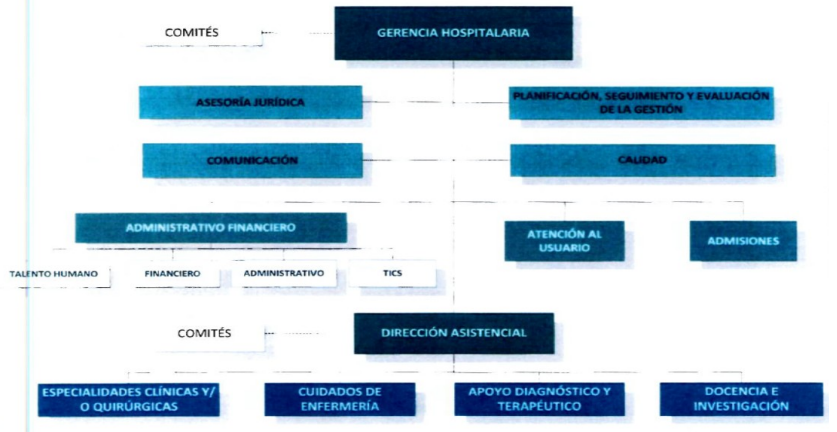 COMITÉS
GERENCIA HOSPITALARIA
ASESORÍA JURÍDICA
PLANIFICACIÓN, SEGUIMIENTO Y EVALUACIÓN
DE LA GESTIÓN
COMUNICACIÓN
CALIDAD
ADMINISTRATIVO FINANCIERO
ATENCIÓN AL
USUARIO
ADMISIONES
TALENTO HUMANO
FINANCIERO
ADMINISTRATIVO
TICS
COMITÉS
DIRECCIÓN ASISTENCIAL
ESPECIALIDADES CLÍNICAS Y/
O QUIRÚRGICAS
CUIDADOS DE
ENFERMERÍA
APOYO DIAGNÓSTICO Y
TERAPÉUTICO
DOCENCIA E
INVESTIGACIÓN